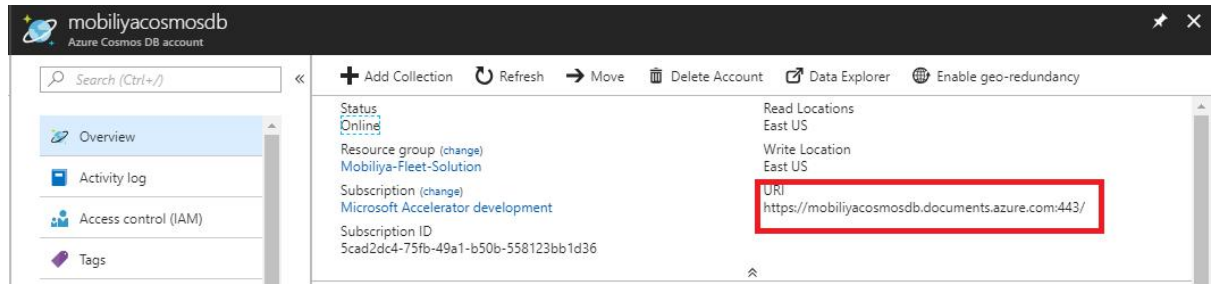 mobiliyacosmosdb
Azure Cosmos DB account
Search (Ctrl+/)
Overview
Activity log
Access control (IAM)
Tags
Add Collection Refresh Move Delete Account Data Explorer Enable geo-redundancy
Status
Online
Resource group (change)
Mobiliya-Fleet-Solution
Subscription (change)
Microsoft Accelerator development
Subscription ID
5cad2dc4-75fb-49a1-b50b-558123bb1d36
Read Locations
East US
Write Location
East US
URI
https://mobiliyacosmosdb.documents.azure.com:443/